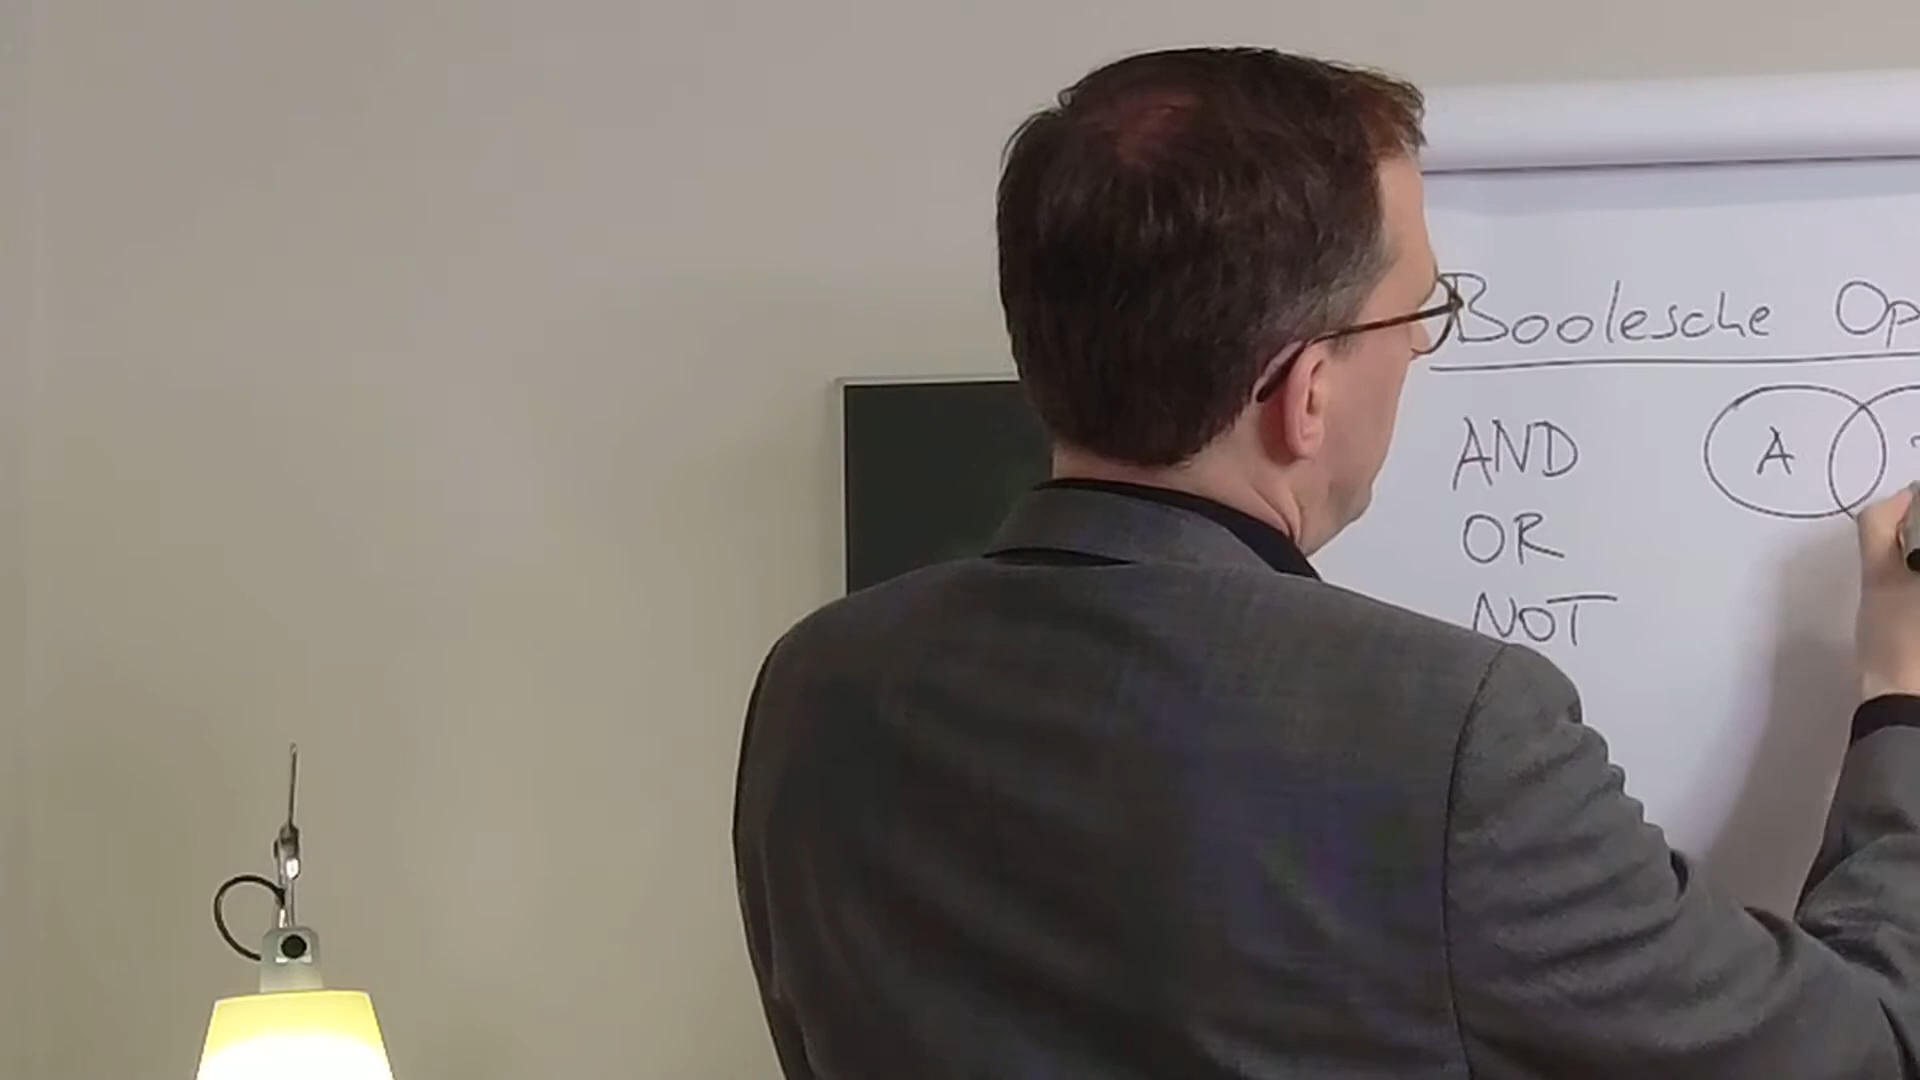 Boolesche Op
AND
A
OR
NOT